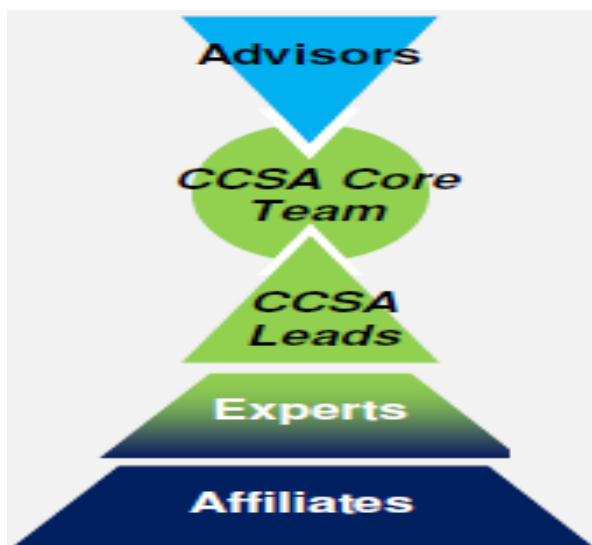 Advisors
CCSA Core
Team
CCSA
Leads
Experts
Affiliates